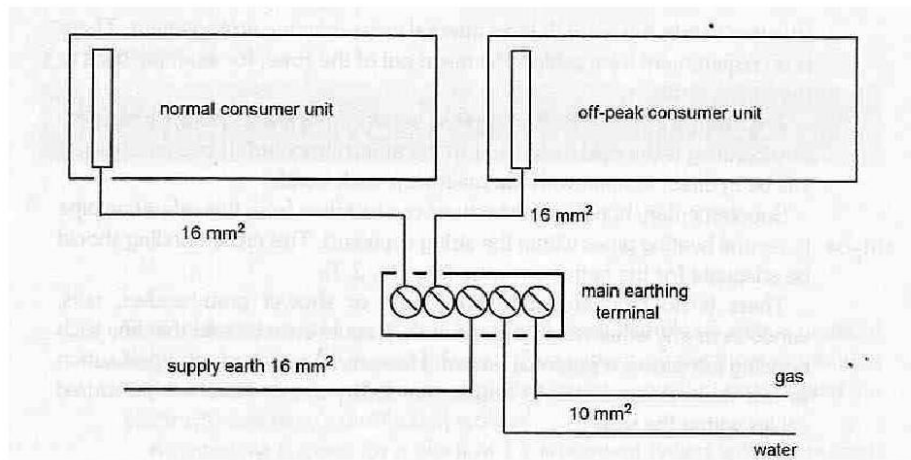 normal consumer unit
off-peak consumer unit
16 mm²
16 mm²
main earthing
terminal
supply earth 16 mm²
gas
10 mm²
water